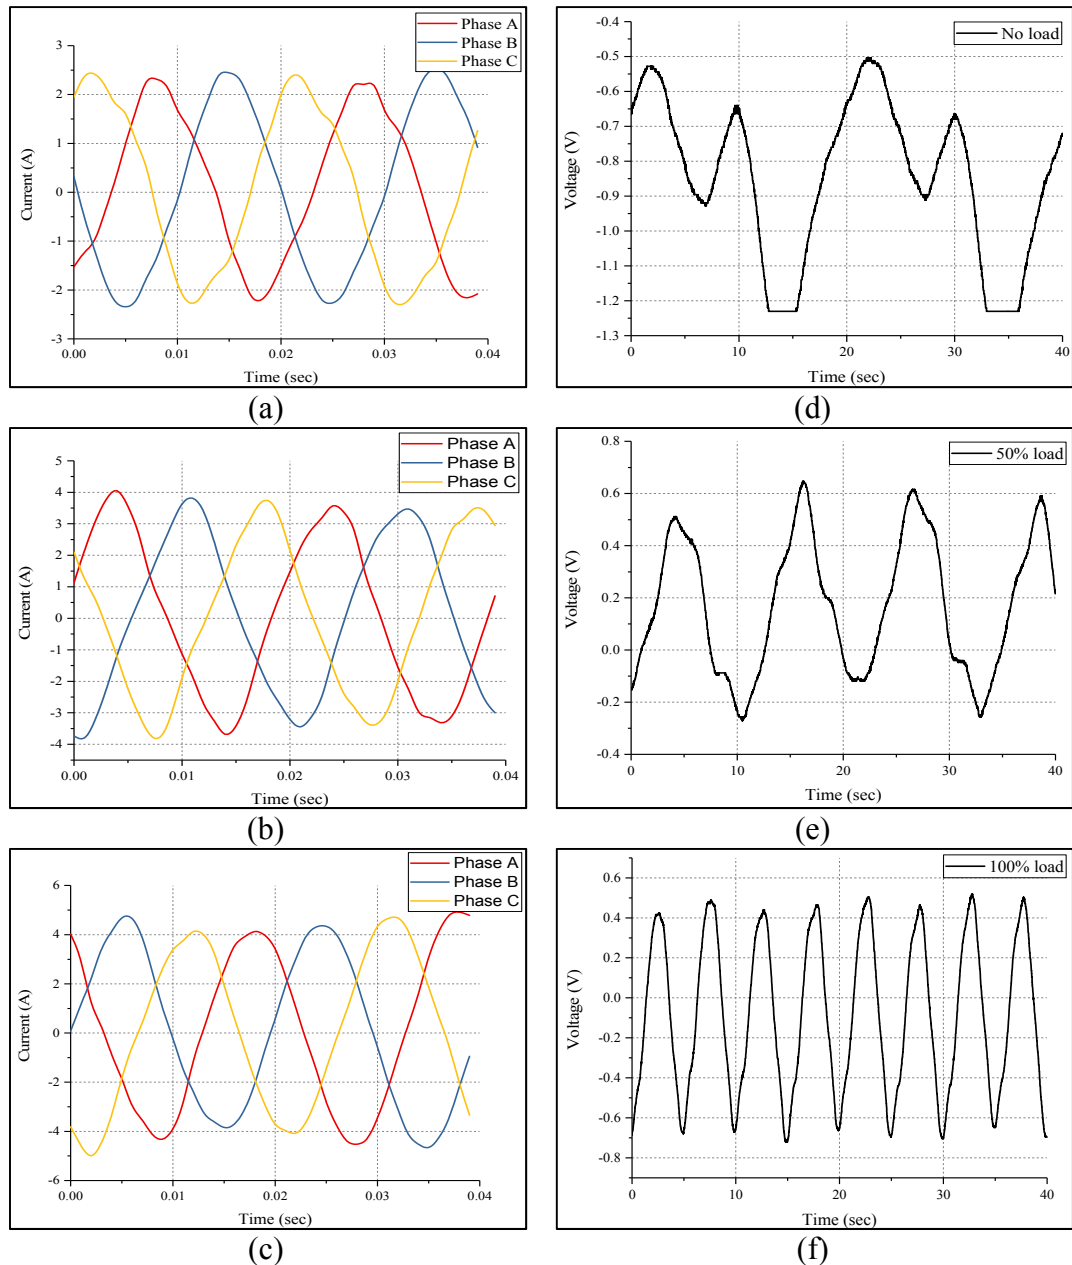 Phase A
Phase B
Phase C
3
2
1
0
-1
-2
-3
Current (A)
0.00 0.01 0.02 0.03 0.04
Time (sec)
(a)
No load
-0.4
-0.5
-0.6
-0.7
-0.8
-0.9
-1.0
-1.1
-1.2
-1.3
Voltage (V)
0 10 20 30 40
Time (sec)
(d)
Phase A
Phase B
Phase C
5
4
3
2
1
0
-1
-2
-3
-4
Current (A)
0.00 0.01 0.02 0.03 0.04
Time (sec)
(b)
50% load
0.8
0.6
0.4
0.2
0.0
-0.2
-0.4
Voltage (V)
0 10 20 30 40
Time (sec)
(e)
Phase A
Phase B
Phase C
6
4
2
0
-2
-4
-6
Current (A)
0.00 0.01 0.02 0.03 0.04
Time (sec)
(c)
100% load
0.6
0.4
0.2
0.0
-0.2
-0.4
-0.6
-0.8
Voltage (V)
0 10 20 30 40
Time (sec)
(f)